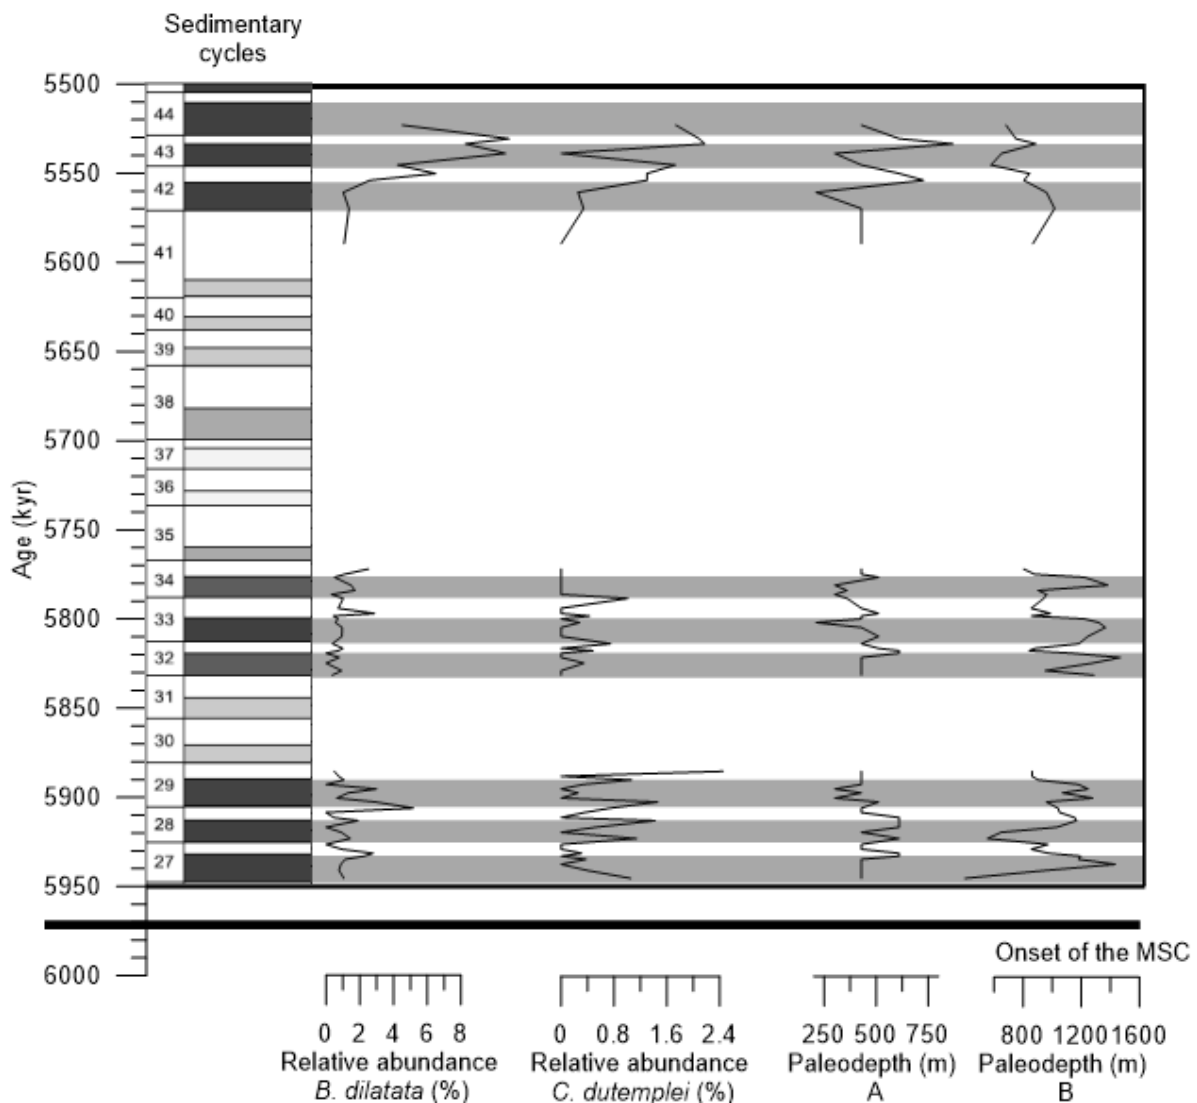 Sedimentary
cycles
5500
5550
5600
5650
5700
5750
5800
5850
5900
5950
6000
Age (kyr)
44
43
42
41
40
39
38
37
36
35
34
33
32
31
30
29
28
27
Onset of the MSC
0 2 4 6 8
Relative abundance
B. dilatata (%)
0 0.8 1.6 2.4
Relative abundance
C. dutemplei (%)
250 500 750
Paleodepth (m)
A
800 1200 1600
Paleodepth (m)
B